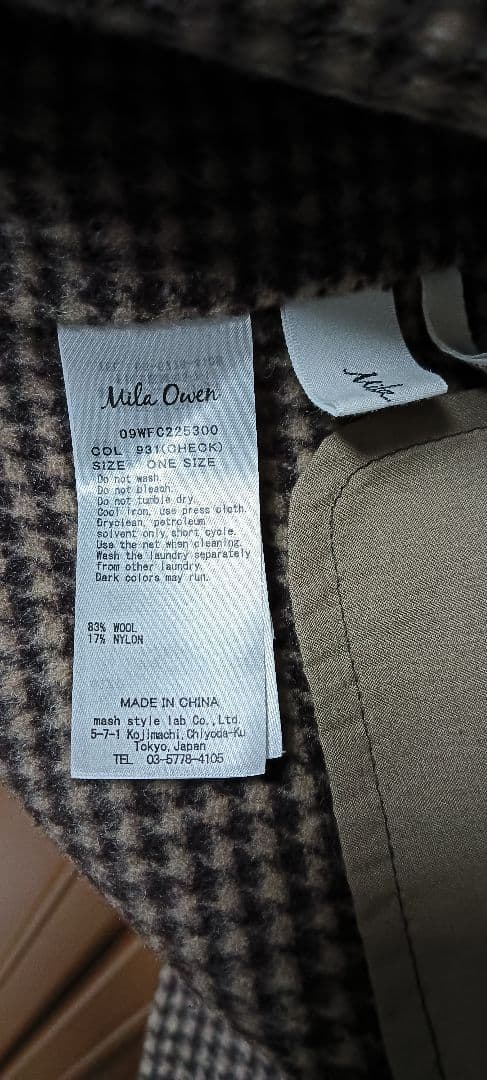 Mila Owen
09WFC225300
COL 931(CHECK)
SIZE ONE SIZE
Do not wash.
Do not bleach.
Do not tumble dry.
Cool iron, use press cloth.
Dryclean, petroleum
solvent only, short cycle.
Use the net when cleaning.
Wash the laundry separately
from other laundry.
Dark colors may run.
83% WOOL
17% NYLON
MADE IN CHINA
mash style lab Co.,Ltd.
5-7-1 Kojimachi,Chiyoda-Ku
Tokyo,Japan
TEL 03-5778-4105
Mila